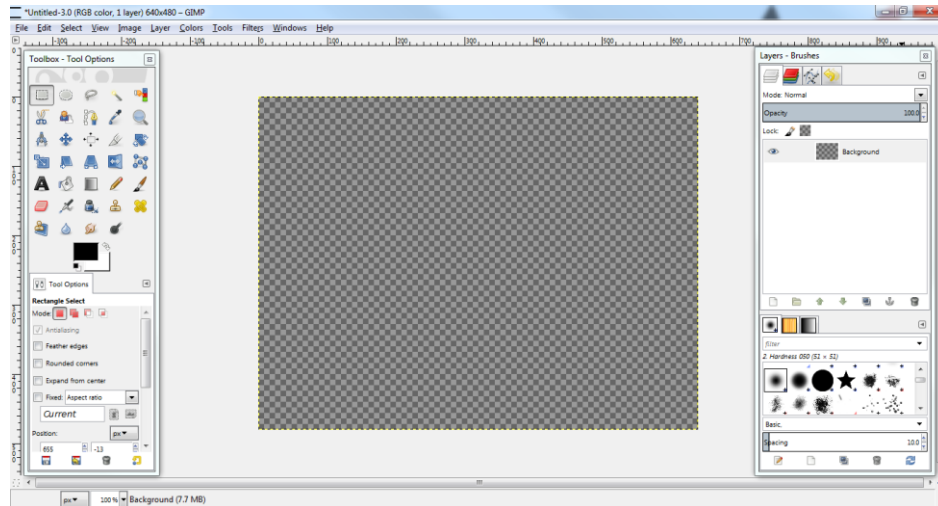 *Untitled-3.0 (RGB color, 1 layer) 640x480 – GIMP
File Edit Select View Image Layer Colors Tools Filters Windows Help
Toolbox - Tool Options
Tool Options
Rectangle Select
Mode:
Antialiasing
Feather edges
Rounded corners
Expand from center
Fixed: Aspect ratio
Current
Position: px
655 -13
Layers - Brushes
Mode: Normal
Opacity 100.0
Lock:
Background
filter
2. Hardness 050 (51 × 51)
Basic,
Spacing 10.0
px 100 % Background (7.7 MB)